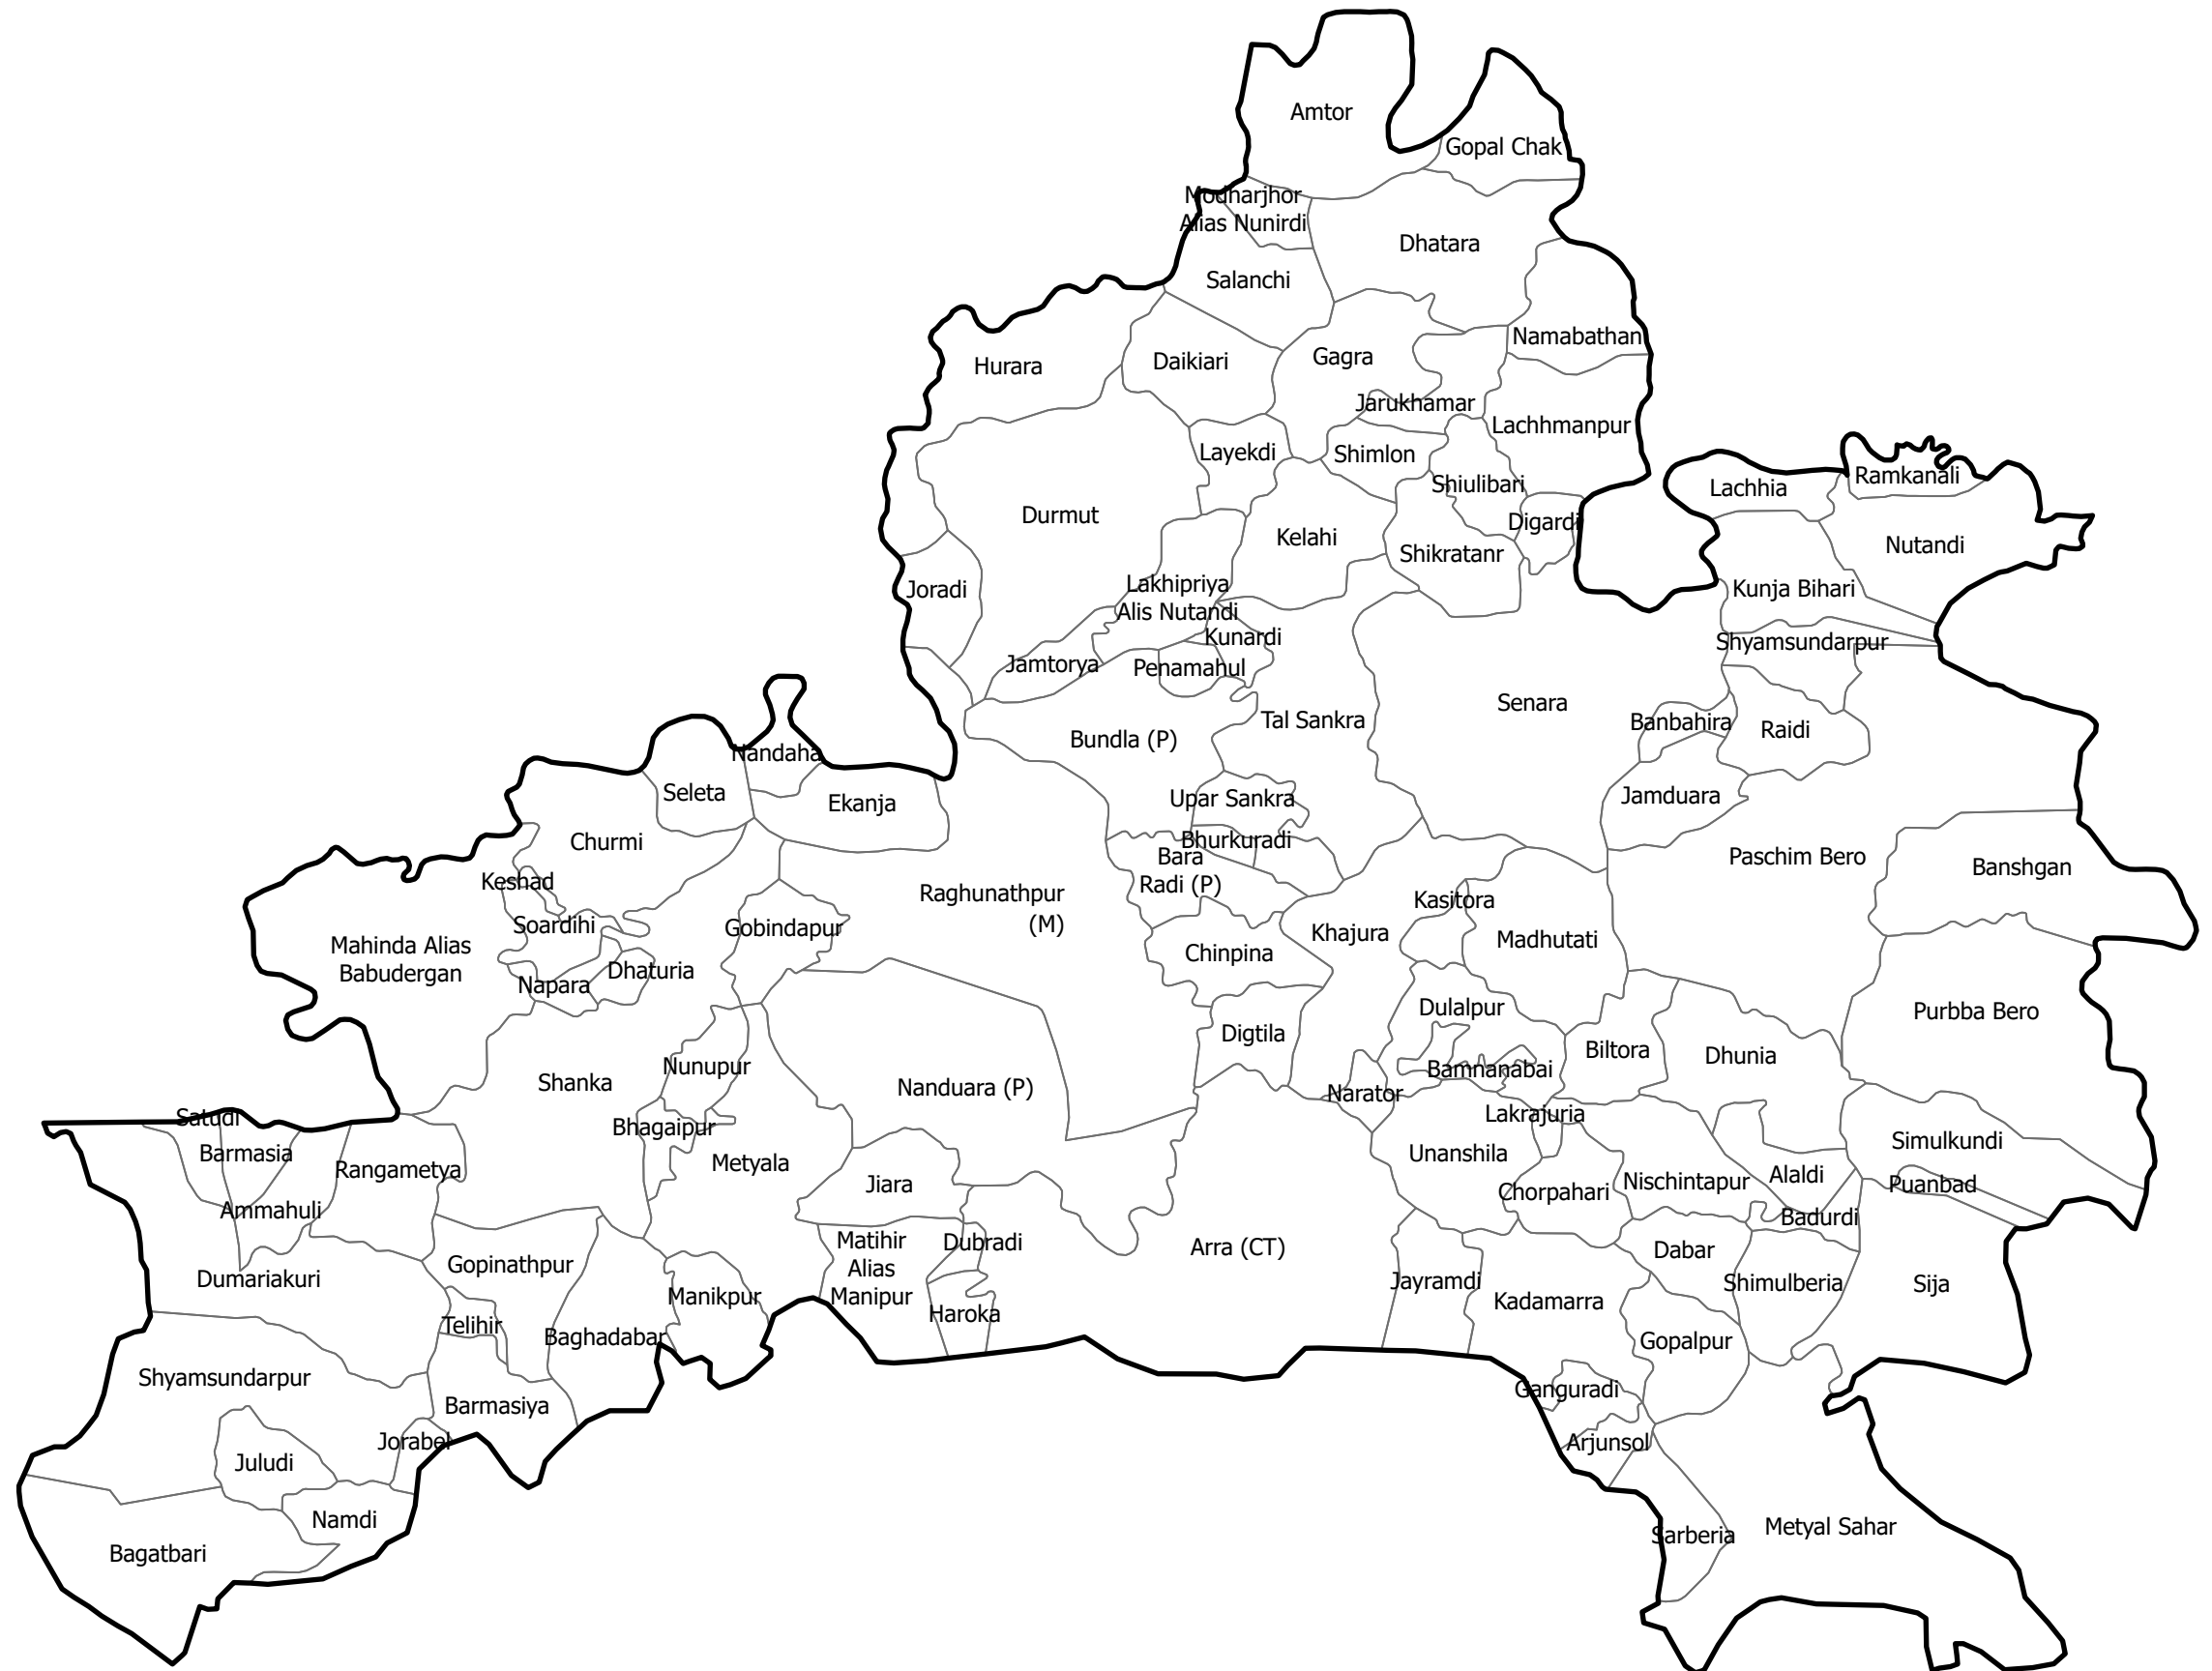 Amtor
Gopal Chak
Modharjhor
Alias Nunirdi
Dhatara
Salanchi
Namabathan
Gagra
Daikiari
Hurara
Jarukhamar
Lachhmanpur
Layekdi
Shimlon
Ramkanali
Shiulibari
Lachhia
Durmut
Digardi
Kelahi
Nutandi
Shikratanr
Lakhipriya
Alis Nutandi
Joradi
Kunja Bihari
Kunardi
Shyamsundarpur
Jamtorya
Penamahul
Senara
Tal Sankra
Banbahira
Raidi
Bundla (P)
Nandaha
Seleta
Ekanja
Upar Sankra
Jamduara
Churmi
Bhurkuradi
Bara
Radi (P)
Paschim Bero
Banshgan
Keshad
Raghunathpur
(M)
Kasitora
Soardihi
Gobindapur
Khajura
Madhutati
Mahinda Alias
Babudergan
Chinpina
Dhaturia
Napara
Dulalpur
Purbba Bero
Digtila
Biltora
Dhunia
Nunupur
Bamnanabai
Shanka
Nanduara (P)
Narator
Satudi
Lakrajuria
Bhagaipur
Simulkundi
Barmasia
Unanshila
Metyala
Rangametya
Alaldi
Nischintapur
Jiara
Puanbad
Chorpahari
Ammahuli
Badurdi
Matihir
Alias
Manipur
Dubradi
Arra (CT)
Dabar
Gopinathpur
Dumariakuri
Jayramdi
Shimulberia
Sija
Manikpur
Kadamarra
Haroka
Telihir
Baghadabar
Gopalpur
Shyamsundarpur
Ganguradi
Barmasiya
Jorabel
Arjunsol
Juludi
Namdi
Metyal Sahar
Sarberia
Bagatbari